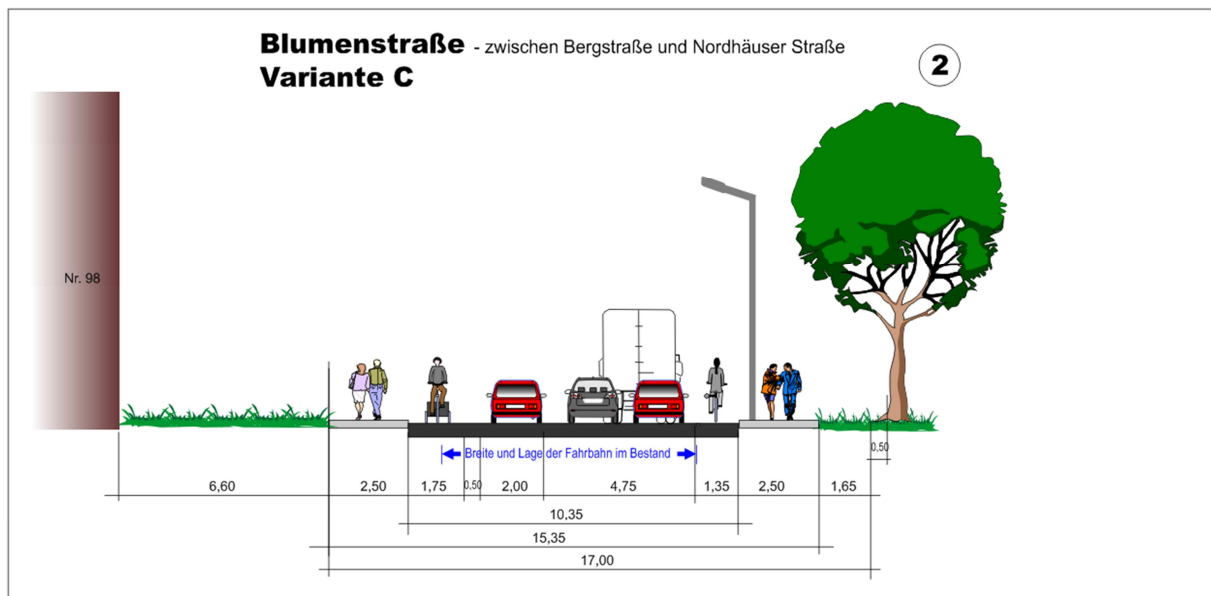 Blumenstraße - zwischen Bergstraße und Nordhäuser Straße
Variante C
2
Nr. 98
Breite und Lage der Fahrbahn im Bestand
0,50
6,60 2,50 1,75 0,50 2,00 4,75 1,35 2,50 1,65
10,35
15,35
17,00